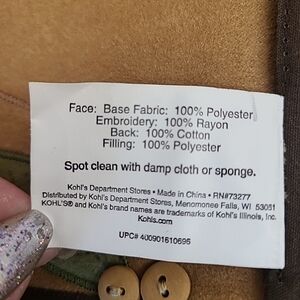 Face: Base Fabric: 100% Polyester
Embroidery: 100% Rayon
Back: 100% Cotton
Filling: 100% Polyester
Spot clean with damp cloth or sponge.
Kohl's Department Stores • Made in China • RN#73277
Distributed by Kohl's Department Stores, Menomonee Falls, WI 53051
KOHL'S® and Kohl's brand names are trademarks of Kohl's Illinois, Inc.
Kohls.com
UPC# 400901610695